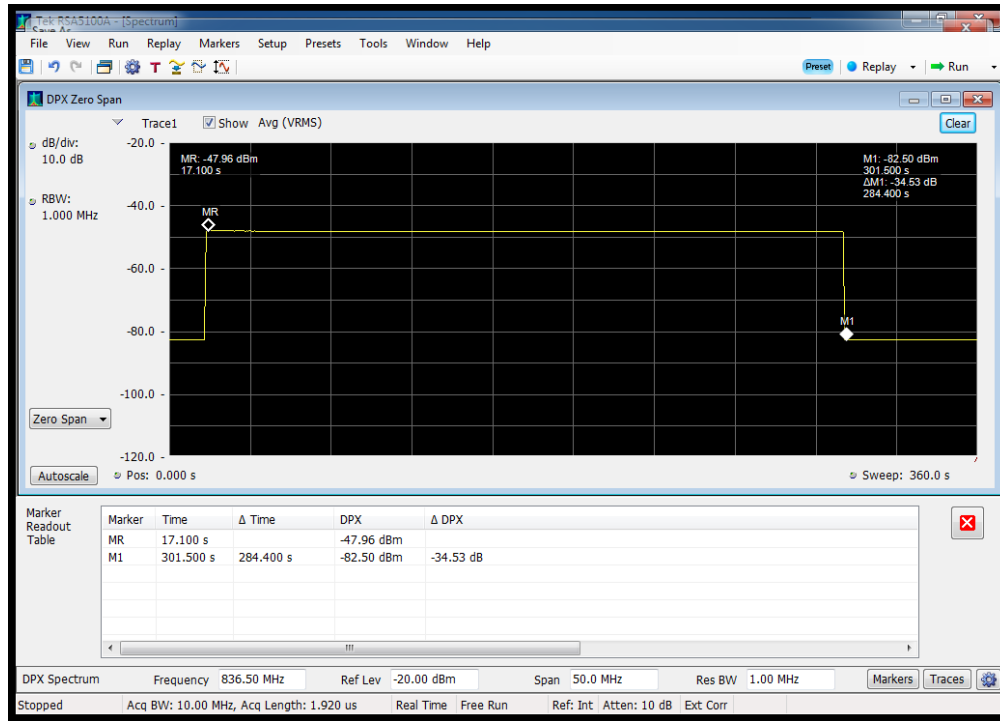 Tek RSA5100A - [Spectrum]
Save As
File View Run Replay Markers Setup Presets Tools Window Help
T Preset Replay Run
DPX Zero Span
Trace1 Show Avg (VRMS) Clear
dB/div:
10.0 dB
RBW:
1.000 MHz
-20.0
-40.0
-60.0
-80.0
-100.0
-120.0
MR: -47.96 dBm
17.100 s
M1: -82.50 dBm
301.500 s
ΔM1: -34.53 dB
284.400 s
MR
M1
Zero Span
Autoscale Pos: 0.000 s Sweep: 360.0 s
Marker
Readout
Table
Marker Time Δ Time DPX Δ DPX
MR 17.100 s -47.96 dBm
M1 301.500 s 284.400 s -82.50 dBm -34.53 dB
DPX Spectrum Frequency 836.50 MHz Ref Lev -20.00 dBm Span 50.0 MHz Res BW 1.00 MHz Markers Traces
Stopped Acq BW: 10.00 MHz, Acq Length: 1.920 us Real Time Free Run Ref: Int Atten: 10 dB Ext Corr